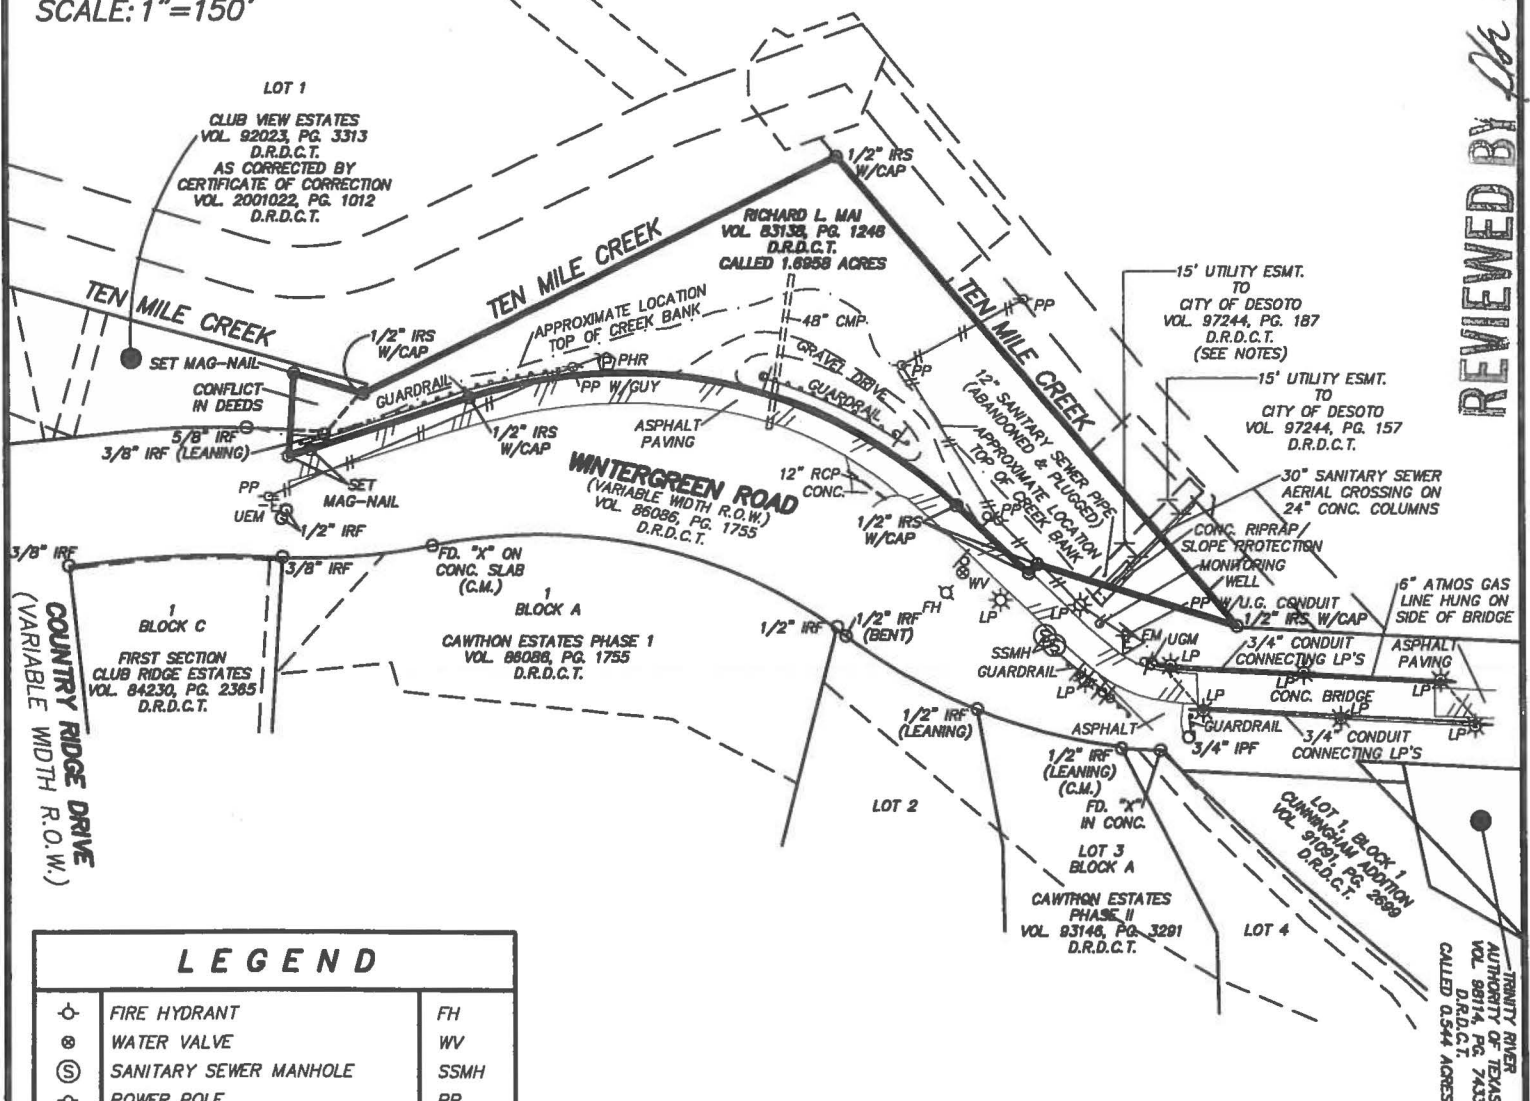 SCALE: 1"=150'
LOT 1
CLUB VIEW ESTATES
VOL. 92023, PG. 3313
D.R.D.C.T.
AS CORRECTED BY
CERTIFICATE OF CORRECTION
VOL. 2001022, PG. 1012
D.R.D.C.T.
REVIEWED BY
TEN MILE CREEK
TEN MILE CREEK
TEN MILE CREEK
1/2" IRS
W/CAP
RICHARD L. MAI
VOL. 83138, PG. 1246
D.R.D.C.T.
CALLED 1.6958 ACRES
15' UTILITY ESMT.
TO
CITY OF DESOTO
VOL. 97244, PG. 187
D.R.D.C.T.
(SEE NOTES)
15' UTILITY ESMT.
TO
CITY OF DESOTO
VOL. 97244, PG. 157
D.R.D.C.T.
APPROXIMATE LOCATION
TOP OF CREEK BANK
48" CMP
PP
1/2" IRS
W/CAP
SET MAG-NAIL
CONFLICT
IN DEEDS
GUARDRAIL
PHR
PP W/GUY
GRAVEL DRIVE
GUARDRAIL
PP
5/8" IRF
3/8" IRF (LEANING)
1/2" IRS
W/CAP
ASPHALT
PAVING
12" SANITARY SEWER PIPE
(ABANDONED & PLUGGED)
APPROXIMATE LOCATION
TOP OF CREEK BANK
WINTERGREEN ROAD
(VARIABLE WIDTH R.O.W.)
VOL. 86086, PG. 1755
D.R.D.C.T.
12" RCP
CONC.
30" SANITARY SEWER
AERIAL CROSSING ON
24" CONC. COLUMNS
SET
MAG-NAIL
PP
UEM
1/2" IRF
1/2" IRS
W/CAP
PP
CONC. RIPRAP/
SLOPE PROTECTION
MONITORING
WELL
3/8" IRF
3/8" IRF
FD. "X" ON
CONC. SLAB
(C.M.)
WV
FH
LP
LP
PP W/U.G. CONDUIT
1/2" IRS W/CAP
6" ATMOS GAS
LINE HUNG ON
SIDE OF BRIDGE
1
BLOCK C
FIRST SECTION
CLUB RIDGE ESTATES
VOL. 84230, PG. 2365
D.R.D.C.T.
1
BLOCK A
CAWTHON ESTATES PHASE 1
VOL. 86086, PG. 1755
D.R.D.C.T.
1/2" IRF
1/2" IRF
(BENT)
SSMH
GUARDRAIL
LP
PP
EM
UGM
LP
3/4" CONDUIT
CONNECTING LP'S
ASPHALT
PAVING
LP
CONC. BRIDGE
LP
LP
LP
LP
COUNTRY RIDGE DRIVE
(VARIABLE WIDTH R.O.W.)
1/2" IRF
(LEANING)
ASPHALT
GUARDRAIL
3/4" IPF
3/4" CONDUIT
CONNECTING LP'S
1/2" IRF
(LEANING)
(C.M.)
FD. "X"
IN CONC.
LOT 2
LOT 3
BLOCK A
CAWTHON ESTATES
PHASE II
VOL. 93146, PG. 3291
D.R.D.C.T.
LOT 4
LOT 1, BLOCK 1
CUNNINGHAM ADDITION
VOL. 91091, PG. 2699
D.R.D.C.T.
TRINITY RIVER
AUTHORITY OF TEXAS
VOL. 98114, PG. 7433
D.R.D.C.T.
CALLED 0.544 ACRES
LEGEND
FIRE HYDRANT FH
WATER VALVE WV
S SANITARY SEWER MANHOLE SSMH
POWER POLE PP